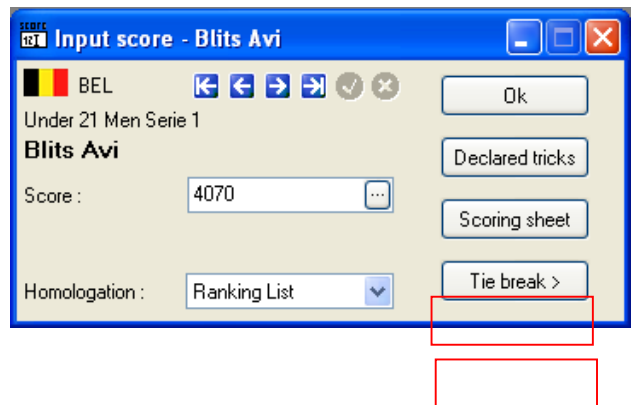 score
Input score - Blits Avi
BEL
Under 21 Men Serie 1
Blits Avi
Score :
4070
...
Homologation :
Ranking List
Ok
Declared tricks
Scoring sheet
Tie break >